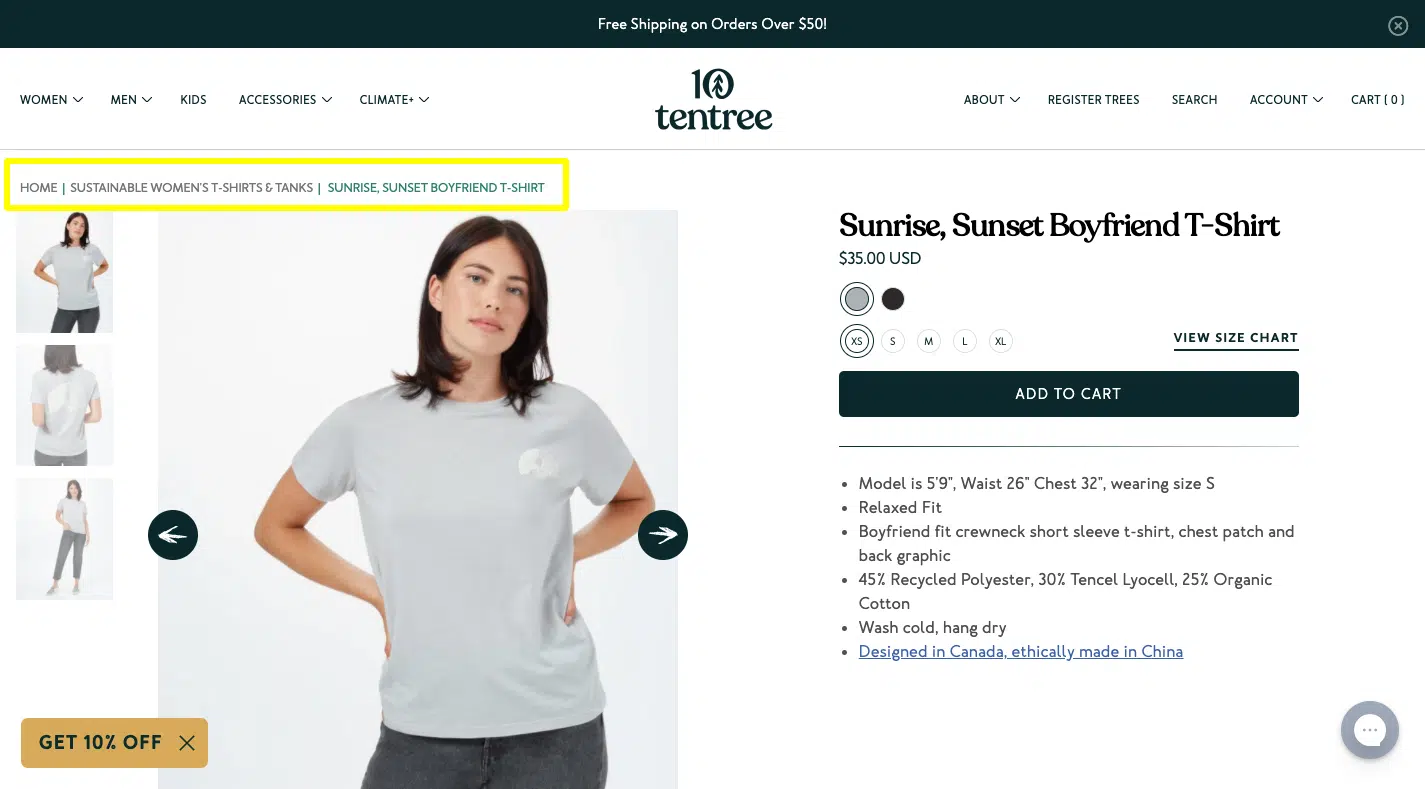 Free Shipping on Orders Over $50!
WOMEN MEN KIDS ACCESSORIES CLIMATE+
10
tentree
ABOUT REGISTER TREES SEARCH ACCOUNT CART ( 0 )
HOME | SUSTAINABLE WOMEN'S T-SHIRTS & TANKS | SUNRISE, SUNSET BOYFRIEND T-SHIRT
Sunrise, Sunset Boyfriend T-Shirt
$35.00 USD
XS S M L XL
VIEW SIZE CHART
ADD TO CART
• Model is 5'9", Waist 26" Chest 32", wearing size S
• Relaxed Fit
• Boyfriend fit crewneck short sleeve t-shirt, chest patch and
back graphic
• 45% Recycled Polyester, 30% Tencel Lyocell, 25% Organic
Cotton
• Wash cold, hang dry
• Designed in Canada, ethically made in China
GET 10% OFF